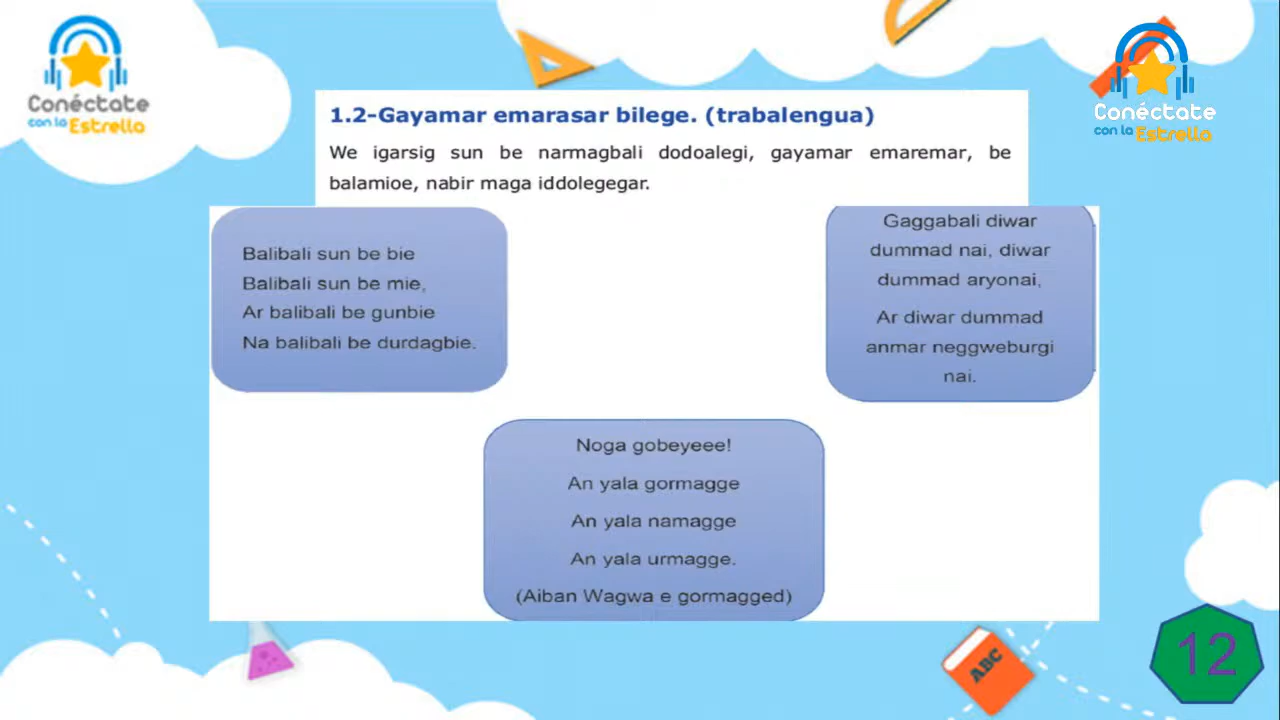 Conéctate
con la Estrella
Conéctate
con la Estrella
1.2-Gayamar emarasar bilege. (trabalengua)
We igarsig sun be narmagbali dodoalegi, gayamar emaremar, be
balamioe, nabir maga iddolegegar.
Balibali sun be bie
Balibali sun be mie,
Ar balibali be gunbie
Na balibali be durdagbie.
Gaggabali diwar
dummad nai, diwar
dummad aryonai,
Ar diwar dummad
anmar neggweburgi
nai.
Noga gobeyeee!
An yala gormagge
An yala namagge
An yala urmagge.
(Aiban Wagwa e gormagged)
ABC
12